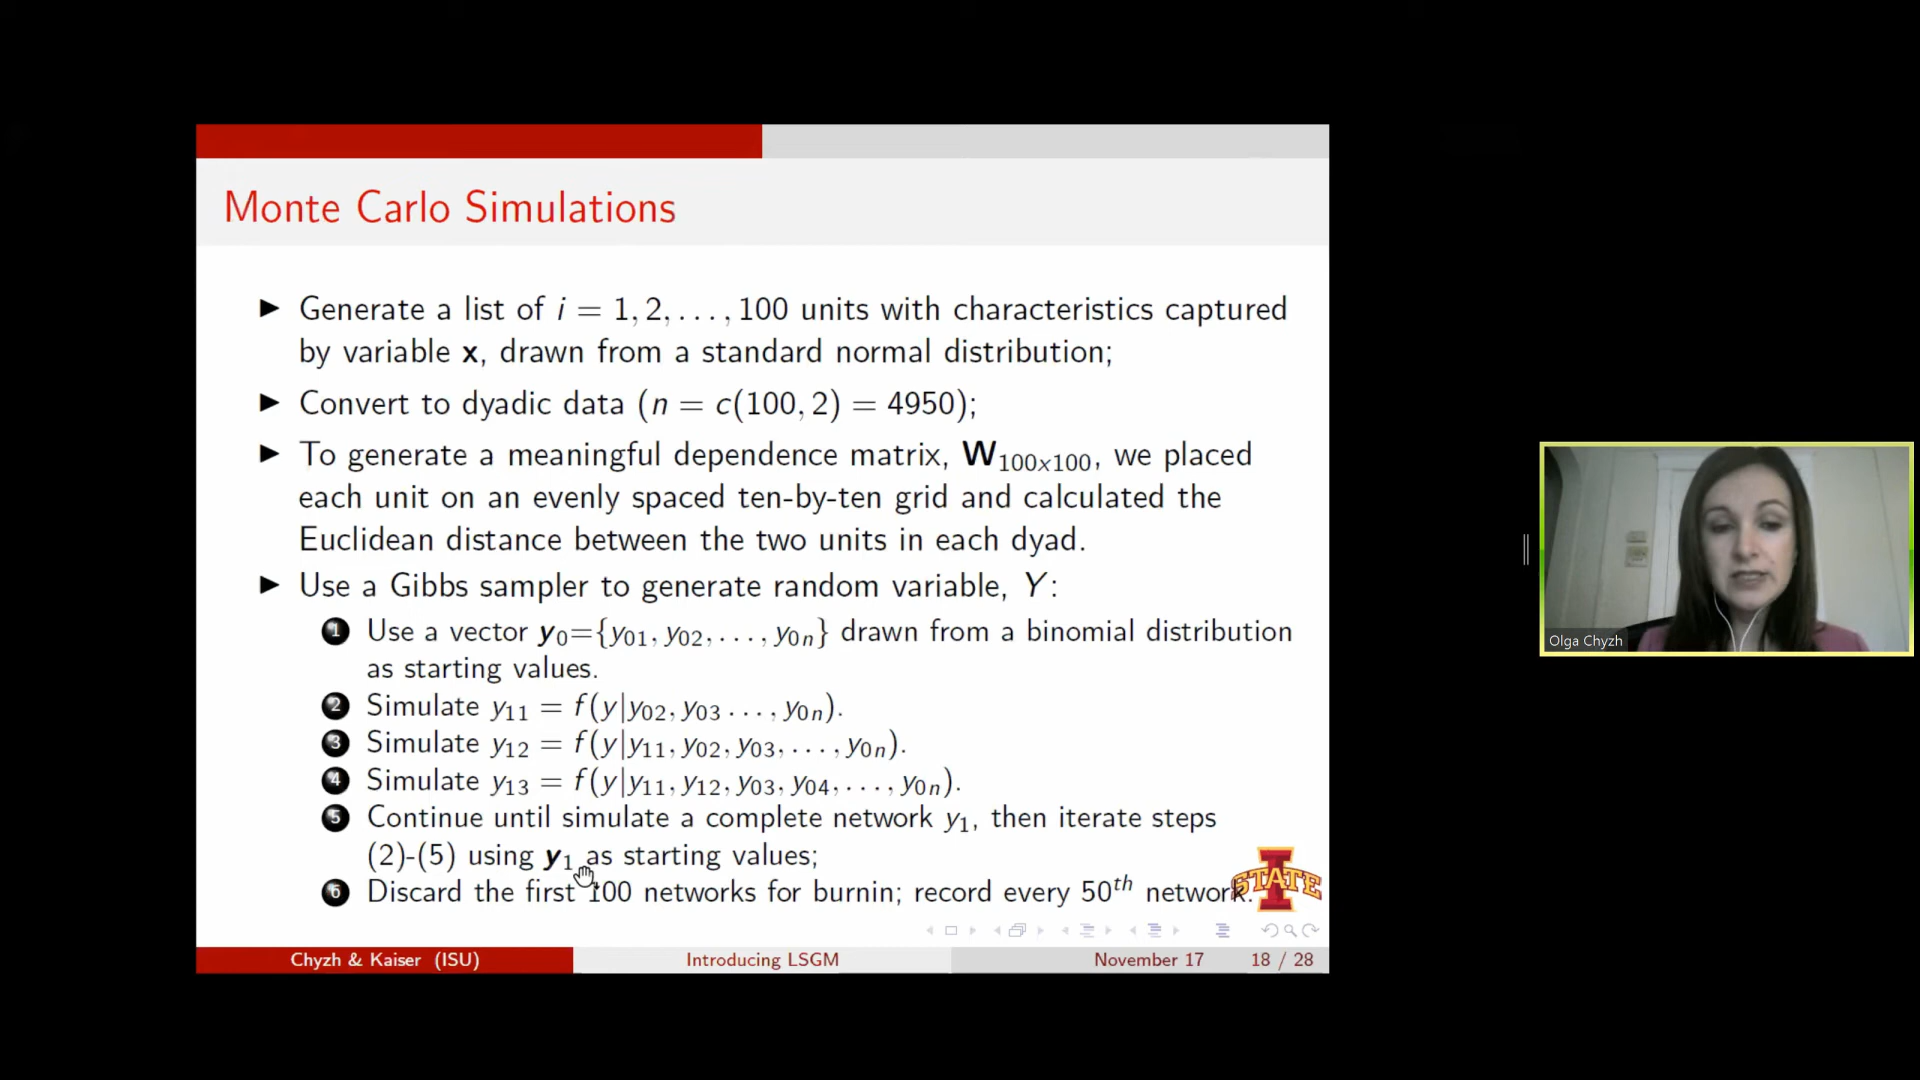 Monte Carlo Simulations
▶ Generate a list of i = 1, 2, . . . , 100 units with characteristics captured
by variable x, drawn from a standard normal distribution;
▶ Convert to dyadic data (n = c(100, 2) = 4950);
▶ To generate a meaningful dependence matrix, W₁₀₀ₓ₁₀₀, we placed
each unit on an evenly spaced ten-by-ten grid and calculated the
Euclidean distance between the two units in each dyad.
▶ Use a Gibbs sampler to generate random variable, Y:
1 Use a vector y₀={y₀₁, y₀₂, . . . , y₀ₙ} drawn from a binomial distribution
as starting values.
2 Simulate y₁₁ = f(y|y₀₂, y₀₃ . . . , y₀ₙ).
3 Simulate y₁₂ = f(y|y₁₁, y₀₂, y₀₃, . . . , y₀ₙ).
4 Simulate y₁₃ = f(y|y₁₁, y₁₂, y₀₃, y₀₄, . . . , y₀ₙ).
5 Continue until simulate a complete network y₁, then iterate steps
(2)-(5) using y₁ as starting values;
6 Discard the first 100 networks for burnin; record every 50ᵗʰ network.
STATE
Chyzh & Kaiser (ISU) Introducing LSGM November 17 18 / 28
Olga Chyzh